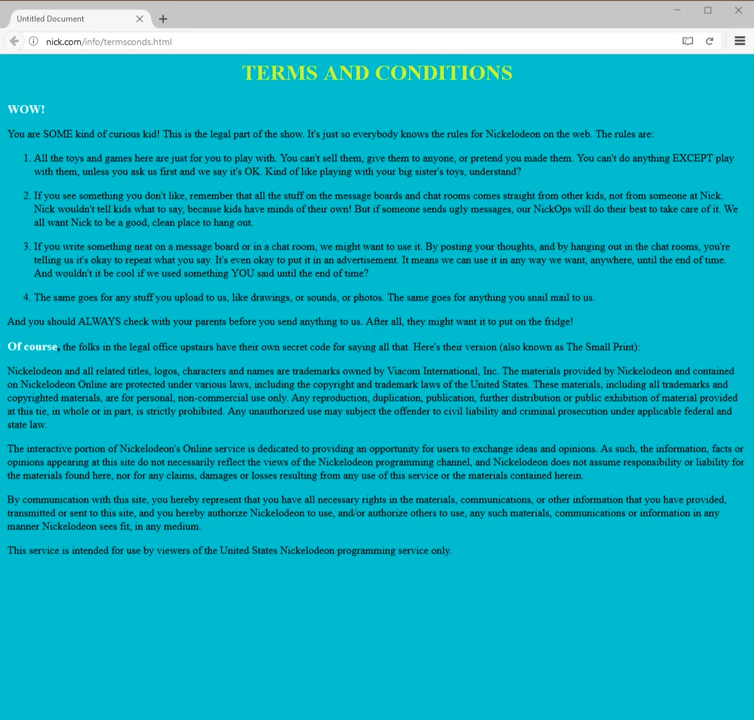 Untitled Document
nick.com/info/termsconds.html
TERMS AND CONDITIONS
WOW!
You are SOME kind of curious kid! This is the legal part of the show. It's just so everybody knows the rules for Nickelodeon on the web. The rules are:
1. All the toys and games here are just for you to play with. You can't sell them, give them to anyone, or pretend you made them. You can't do anything EXCEPT play
with them, unless you ask us first and we say it's OK. Kind of like playing with your big sister's toys, understand?
2. If you see something you don't like, remember that all the stuff on the message boards and chat rooms comes straight from other kids, not from someone at Nick.
Nick wouldn't tell kids what to say, because kids have minds of their own! But if someone sends ugly messages, our NickOps will do their best to take care of it. We
all want Nick to be a good, clean place to hang out.
3. If you write something neat on a message board or in a chat room, we might want to use it. By posting your thoughts, and by hanging out in the chat rooms, you're
telling us it's okay to repeat what you say. It's even okay to put it in an advertisement. It means we can use it in any way we want, anywhere, until the end of time.
And wouldn't it be cool if we used something YOU said until the end of time?
4. The same goes for any stuff you upload to us, like drawings, or sounds, or photos. The same goes for anything you snail mail to us.
And you should ALWAYS check with your parents before you send anything to us. After all, they might want it to put on the fridge!
Of course, the folks in the legal office upstairs have their own secret code for saying all that. Here's their version (also known as The Small Print):
Nickelodeon and all related titles, logos, characters and names are trademarks owned by Viacom International, Inc. The materials provided by Nickelodeon and contained
on Nickelodeon Online are protected under various laws, including the copyright and trademark laws of the United States. These materials, including all trademarks and
copyrighted materials, are for personal, non-commercial use only. Any reproduction, duplication, publication, further distribution or public exhibition of material provided
at this tie, in whole or in part, is strictly prohibited. Any unauthorized use may subject the offender to civil liability and criminal prosecution under applicable federal and
state law.
The interactive portion of Nickelodeon's Online service is dedicated to providing an opportunity for users to exchange ideas and opinions. As such, the information, facts or
opinions appearing at this site do not necessarily reflect the views of the Nickelodeon programming channel, and Nickelodeon does not assume responsibility or liability for
the materials found here, nor for any claims, damages or losses resulting from any use of this service or the materials contained herein.
By communication with this site, you hereby represent that you have all necessary rights in the materials, communications, or other information that you have provided,
transmitted or sent to this site, and you hereby authorize Nickelodeon to use, and/or authorize others to use, any such materials, communications or information in any
manner Nickelodeon sees fit, in any medium.
This service is intended for use by viewers of the United States Nickelodeon programming service only.